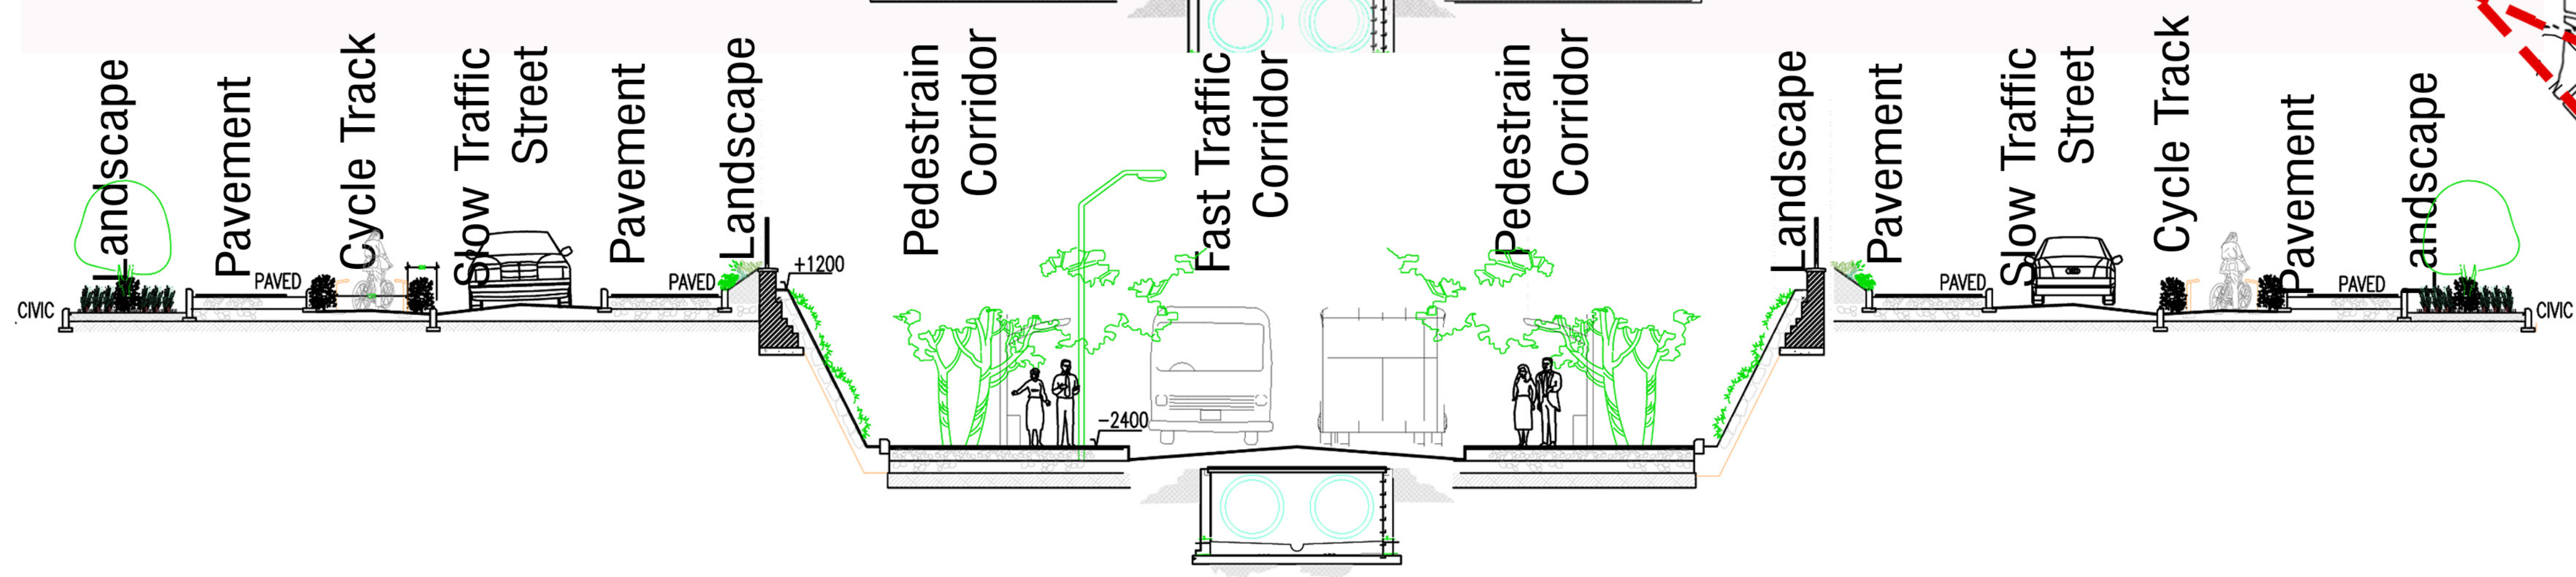 Landscape
Pavement
Cycle Track
Slow Traffic
Street
Pavement
Landscape
Pedestrain
Corridor
Fast Traffic
Corridor
Pedestrain
Corridor
Landscape
Pavement
Slow Traffic
Street
Cycle Track
Pavement
Landscape
CIVIC
PAVED
PAVED
+1200
-2400
PAVED
PAVED
CIVIC